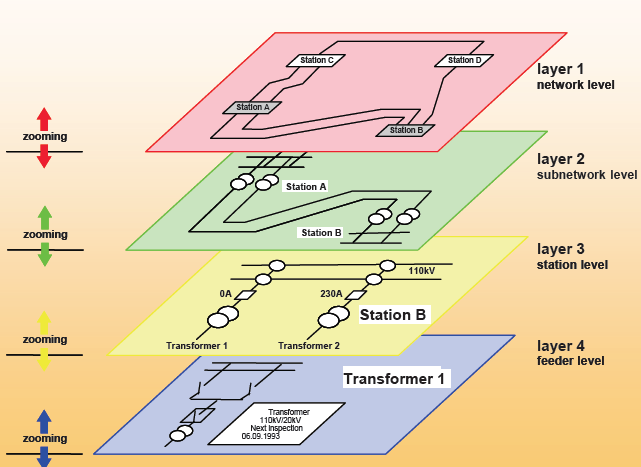 Station C
Station D
layer 1
network level
Station A
Station B
zooming
layer 2
subnetwork level
Station A
Station B
zooming
layer 3
station level
110kV
0A
230A
Station B
Transformer 1
Transformer 2
zooming
layer 4
feeder level
Transformer 1
Transformer
110kV/20kV
Next Inspection
06.09.1993
zooming